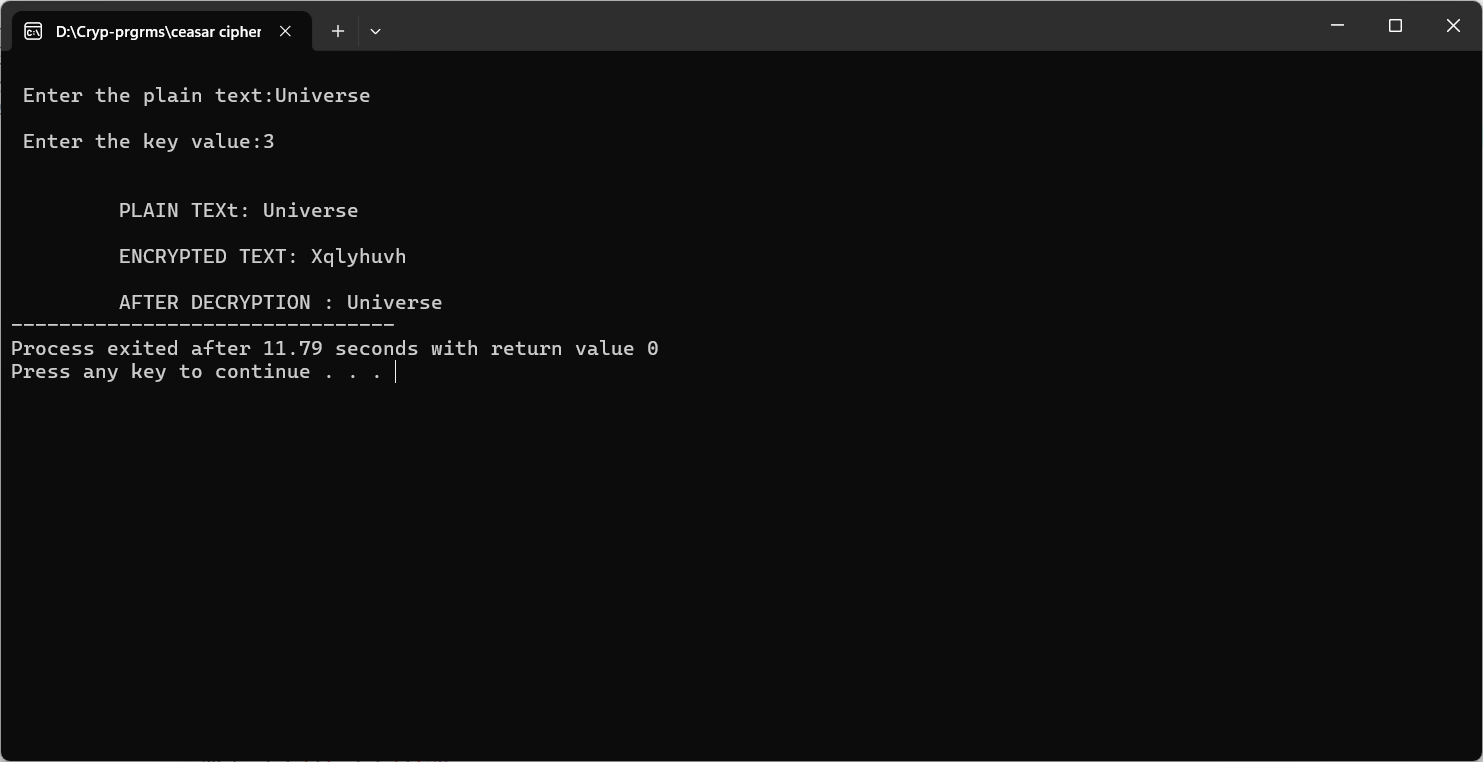 D:\Cryp-prgrms\ceasar cipher
Enter the plain text:Universe
Enter the key value:3
PLAIN TEXt: Universe
ENCRYPTED TEXT: Xqlyhuvh
AFTER DECRYPTION : Universe
--------------------------------
Process exited after 11.79 seconds with return value 0
Press any key to continue . . .